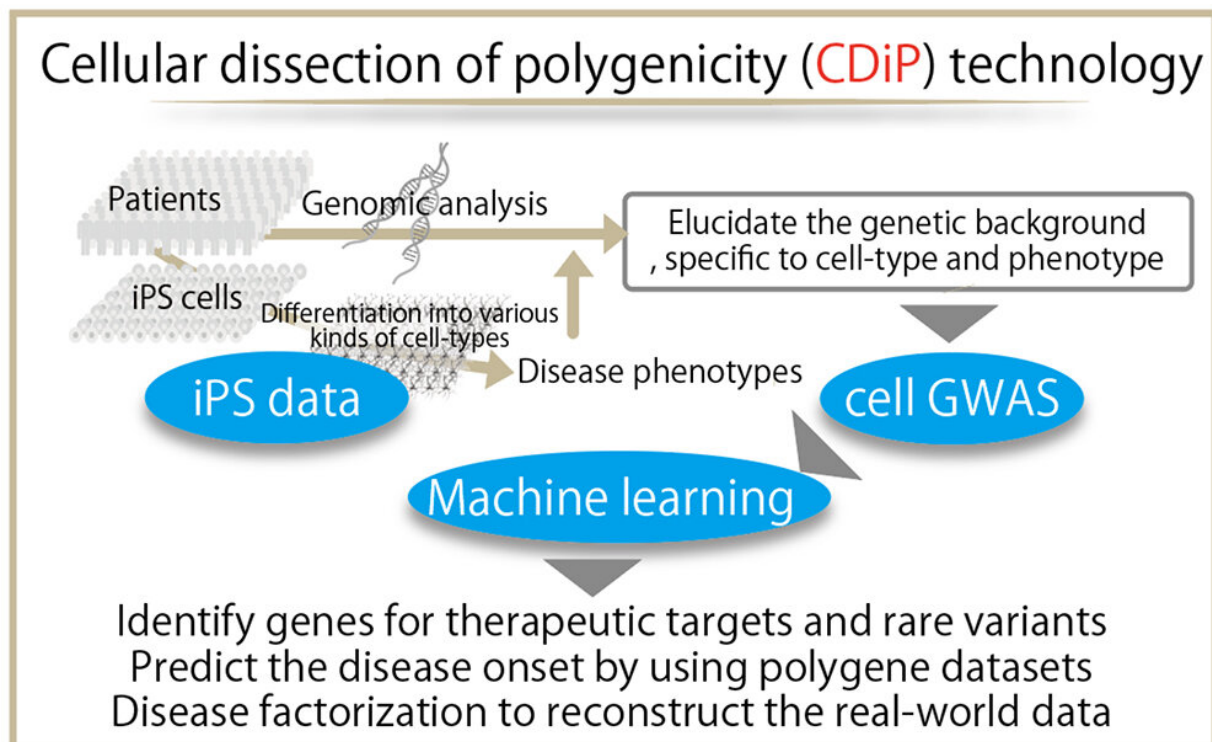 Cellular dissection of polygenicity (CDiP) technology
Patients
Genomic analysis
Elucidate the genetic background
, specific to cell-type and phenotype
iPS cells
Differentiation into various
kinds of cell-types
Disease phenotypes
iPS data
cell GWAS
Machine learning
Identify genes for therapeutic targets and rare variants
Predict the disease onset by using polygene datasets
Disease factorization to reconstruct the real-world data